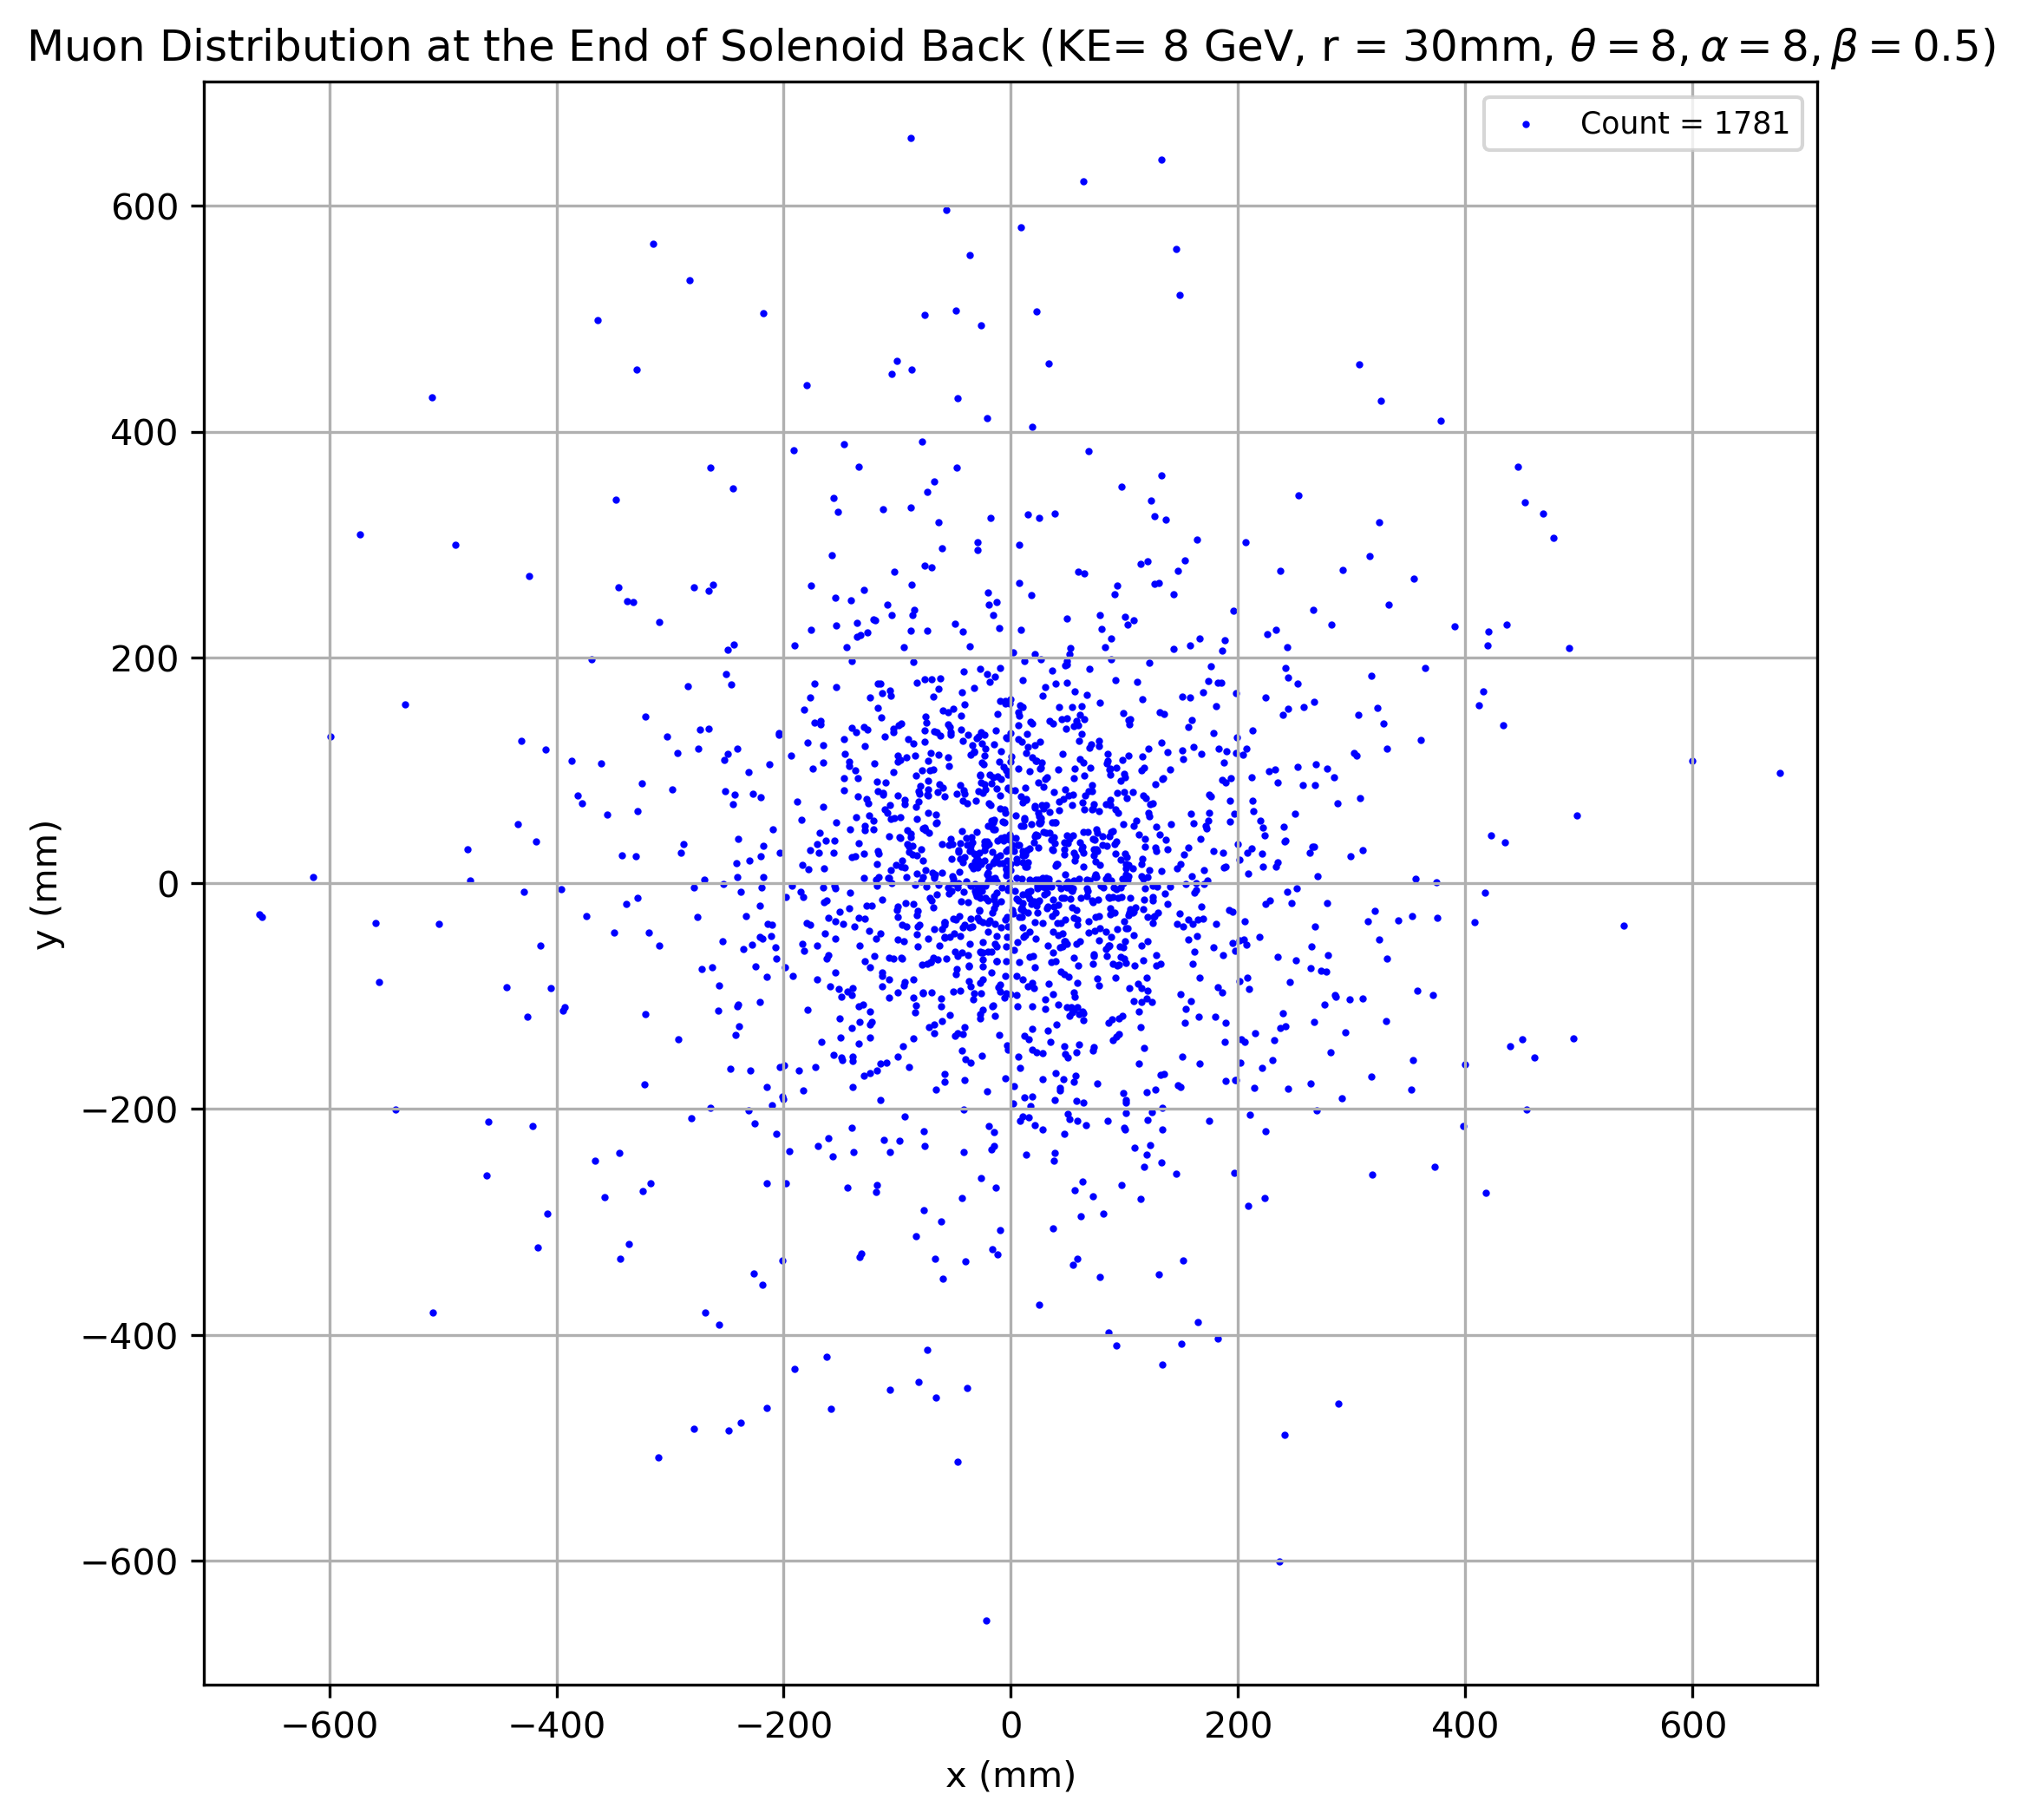 Muon Distribution at the End of Solenoid Back (KE= 8 GeV, r = 30mm, θ = 8, α = 8, β = 0.5)
Count = 1781
600
400
200
0
−200
−400
−600
y (mm)
−600 −400 −200 0 200 400 600
x (mm)